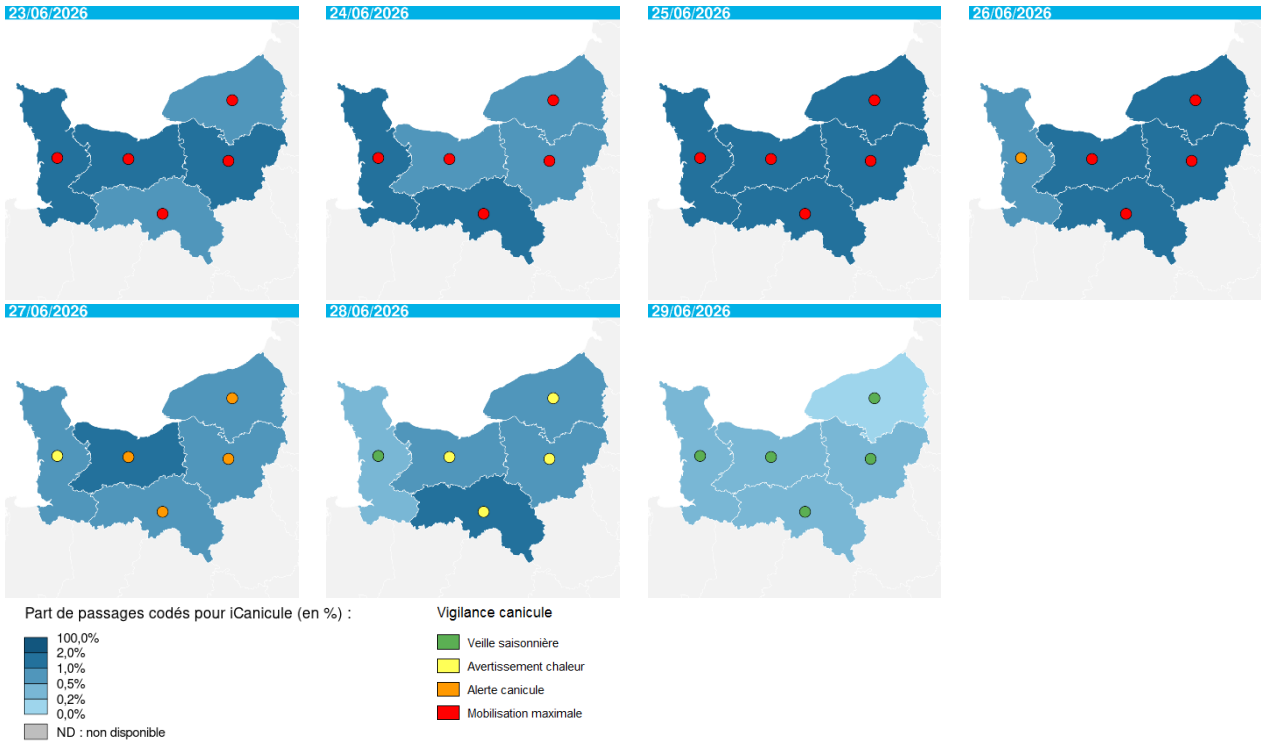 23/06/2026
24/06/2026
25/06/2026
26/06/2026
27/06/2026
28/06/2026
29/06/2026
Part de passages codés pour iCanicule (en %) :
100,0%
2,0%
1,0%
0,5%
0,2%
0,0%
ND : non disponible
Vigilance canicule
Veille saisonnière
Avertissement chaleur
Alerte canicule
Mobilisation maximale